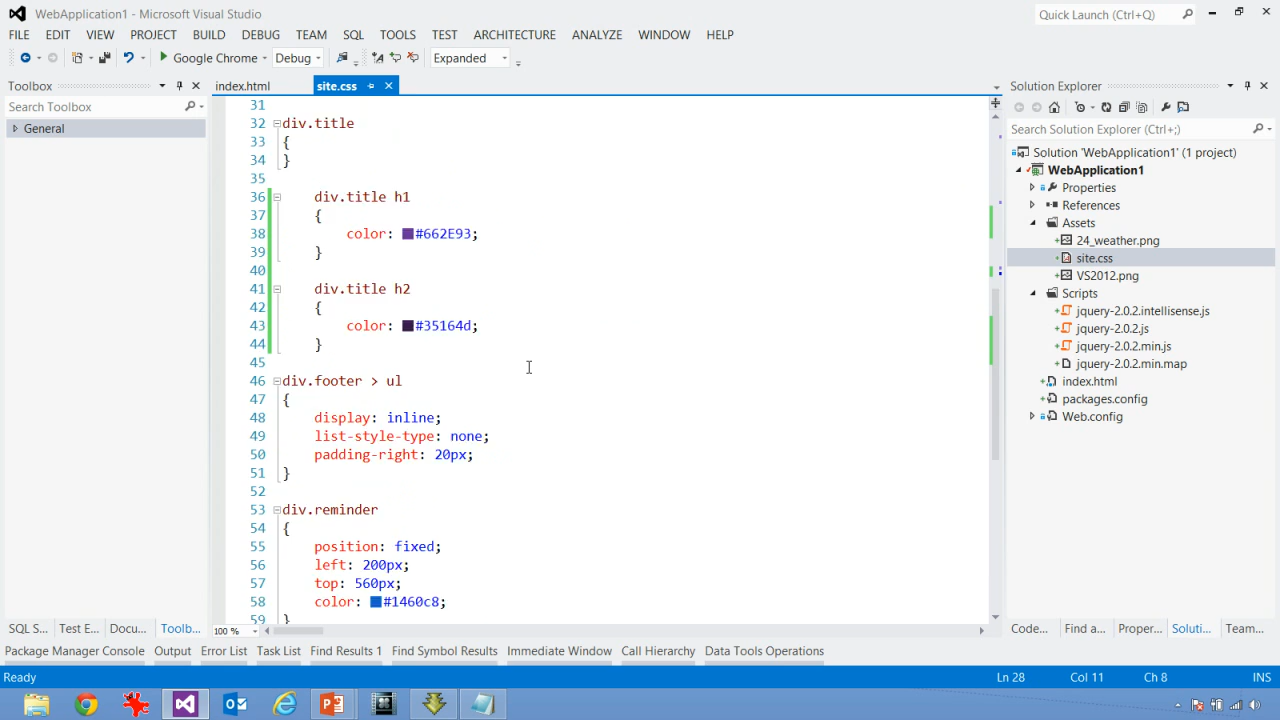 WebApplication1 - Microsoft Visual Studio
Quick Launch (Ctrl+Q)
FILE EDIT VIEW PROJECT BUILD DEBUG TEAM SQL TOOLS TEST ARCHITECTURE ANALYZE WINDOW HELP
Google Chrome Debug Expanded
Toolbox
Search Toolbox
General
index.html site.css
31
32 div.title
33 {
34 }
35
36 div.title h1
37 {
38 color: #662E93;
39 }
40
41 div.title h2
42 {
43 color: #35164d;
44 }
45
46 div.footer > ul
47 {
48 display: inline;
49 list-style-type: none;
50 padding-right: 20px;
51 }
52
53 div.reminder
54 {
55 position: fixed;
56 left: 200px;
57 top: 560px;
58 color: #1460c8;
59 }
100 %
Solution Explorer
Search Solution Explorer (Ctrl+;)
Solution 'WebApplication1' (1 project)
WebApplication1
Properties
References
Assets
24_weather.png
site.css
VS2012.png
Scripts
jquery-2.0.2.intellisense.js
jquery-2.0.2.js
jquery-2.0.2.min.js
jquery-2.0.2.min.map
index.html
packages.config
Web.config
SQL S... Test E... Docu... Toolb...
Code... Find a... Proper... Soluti... Team...
Package Manager Console Output Error List Task List Find Results 1 Find Symbol Results Immediate Window Call Hierarchy Data Tools Operations
Ready Ln 28 Col 11 Ch 8 INS